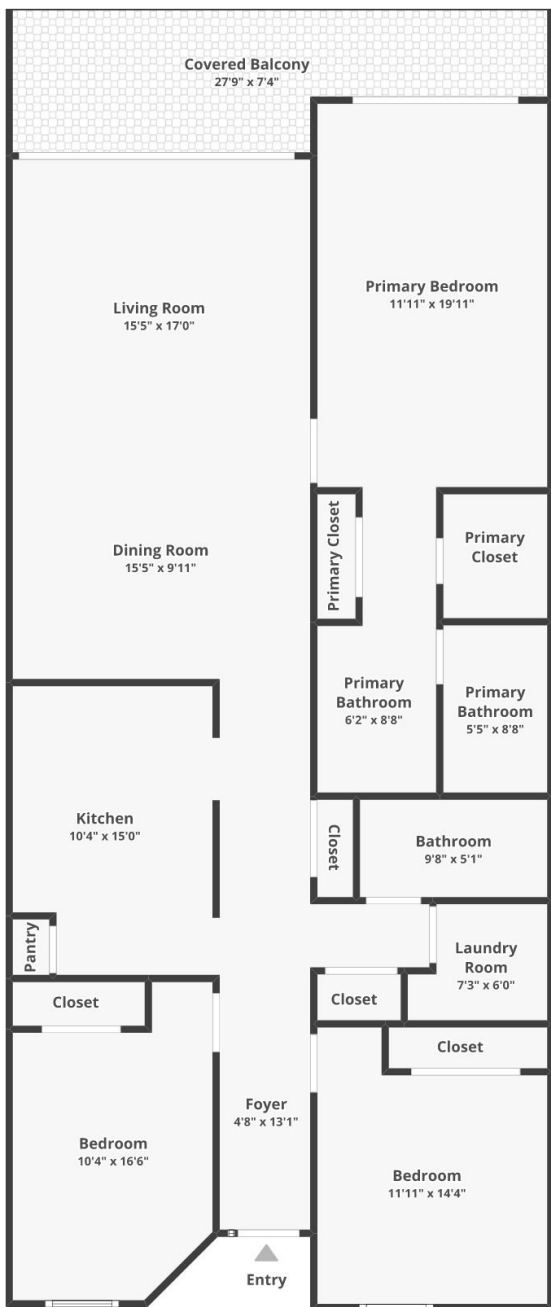 Covered Balcony
27'9" x 7'4"
Primary Bedroom
11'11" x 19'11"
Living Room
15'5" x 17'0"
Primary Closet
Primary
Closet
Dining Room
15'5" x 9'11"
Primary
Bathroom
6'2" x 8'8"
Primary
Bathroom
5'5" x 8'8"
Kitchen
10'4" x 15'0"
Closet
Bathroom
9'8" x 5'1"
Pantry
Laundry
Room
7'3" x 6'0"
Closet
Closet
Closet
Foyer
4'8" x 13'1"
Bedroom
10'4" x 16'6"
Bedroom
11'11" x 14'4"
Entry